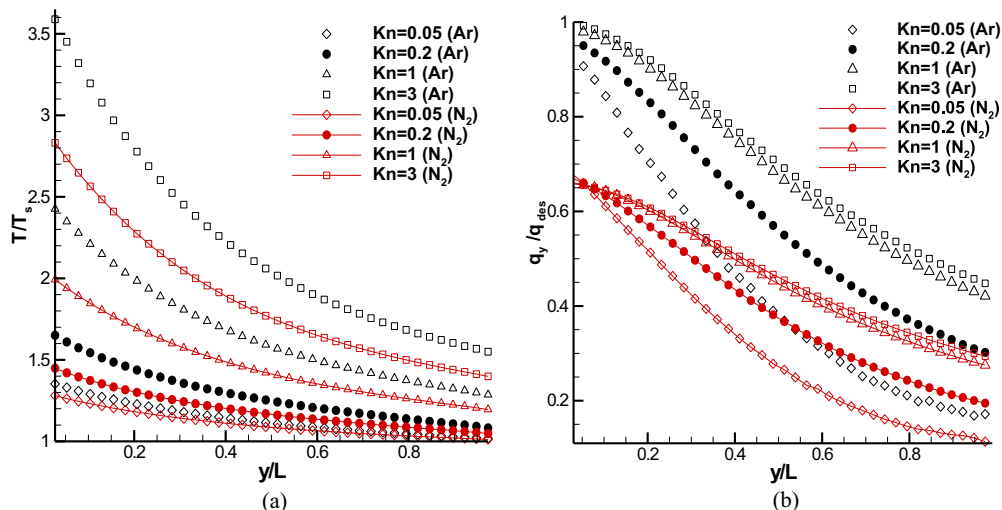 T/T_s
3.5
3
2.5
2
1.5
1
0.2
0.4
0.6
0.8
y/L
Kn=0.05 (Ar)
Kn=0.2 (Ar)
Kn=1 (Ar)
Kn=3 (Ar)
Kn=0.05 (N₂)
Kn=0.2 (N₂)
Kn=1 (N₂)
Kn=3 (N₂)
(a)
q_y/q_des
1
0.8
0.6
0.4
0.2
0.2
0.4
0.6
0.8
y/L
Kn=0.05 (Ar)
Kn=0.2 (Ar)
Kn=1 (Ar)
Kn=3 (Ar)
Kn=0.05 (N₂)
Kn=0.2 (N₂)
Kn=1 (N₂)
Kn=3 (N₂)
(b)